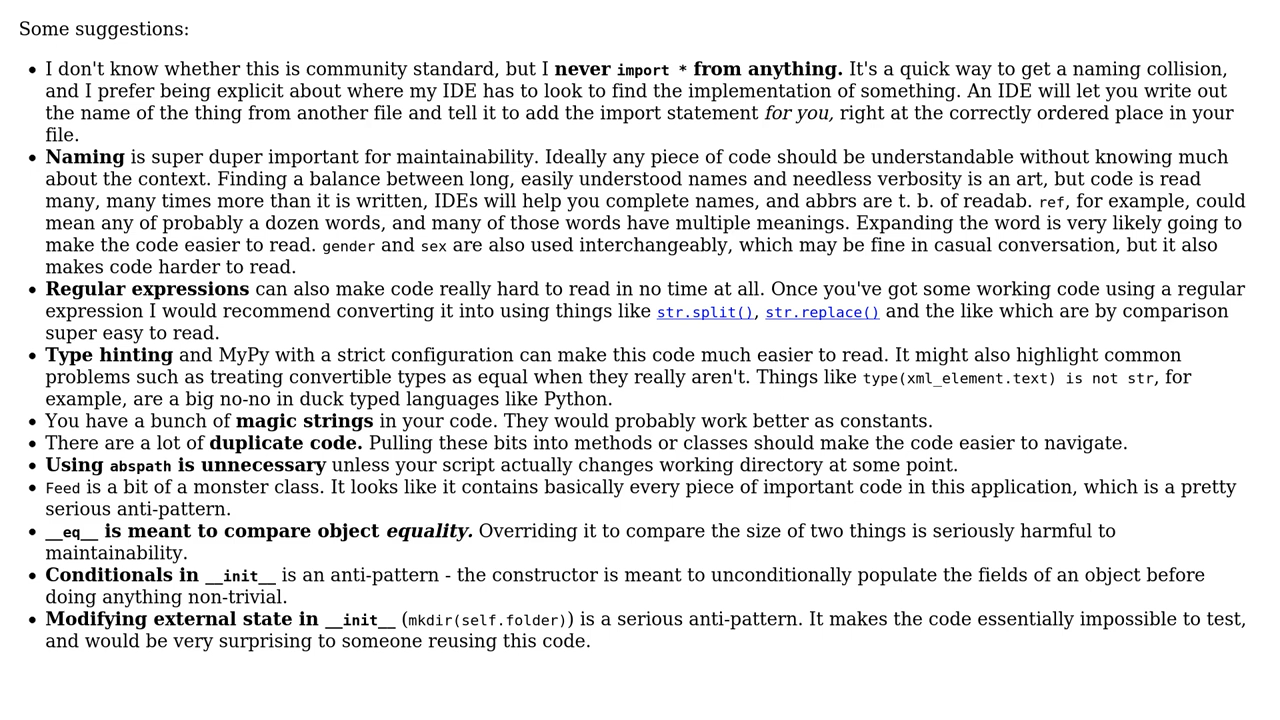 Some suggestions:
• I don't know whether this is community standard, but I never import * from anything. It's a quick way to get a naming collision,
and I prefer being explicit about where my IDE has to look to find the implementation of something. An IDE will let you write out
the name of the thing from another file and tell it to add the import statement for you, right at the correctly ordered place in your
file.
• Naming is super duper important for maintainability. Ideally any piece of code should be understandable without knowing much
about the context. Finding a balance between long, easily understood names and needless verbosity is an art, but code is read
many, many times more than it is written, IDEs will help you complete names, and abbrs are t. b. of readab. ref, for example, could
mean any of probably a dozen words, and many of those words have multiple meanings. Expanding the word is very likely going to
make the code easier to read. gender and sex are also used interchangeably, which may be fine in casual conversation, but it also
makes code harder to read.
• Regular expressions can also make code really hard to read in no time at all. Once you've got some working code using a regular
expression I would recommend converting it into using things like str.split(), str.replace() and the like which are by comparison
super easy to read.
• Type hinting and MyPy with a strict configuration can make this code much easier to read. It might also highlight common
problems such as treating convertible types as equal when they really aren't. Things like type(xml_element.text) is not str, for
example, are a big no-no in duck typed languages like Python.
• You have a bunch of magic strings in your code. They would probably work better as constants.
• There are a lot of duplicate code. Pulling these bits into methods or classes should make the code easier to navigate.
• Using abspath is unnecessary unless your script actually changes working directory at some point.
• Feed is a bit of a monster class. It looks like it contains basically every piece of important code in this application, which is a pretty
serious anti-pattern.
• __eq__ is meant to compare object equality. Overriding it to compare the size of two things is seriously harmful to
maintainability.
• Conditionals in __init__ is an anti-pattern - the constructor is meant to unconditionally populate the fields of an object before
doing anything non-trivial.
• Modifying external state in __init__ (mkdir(self.folder)) is a serious anti-pattern. It makes the code essentially impossible to test,
and would be very surprising to someone reusing this code.